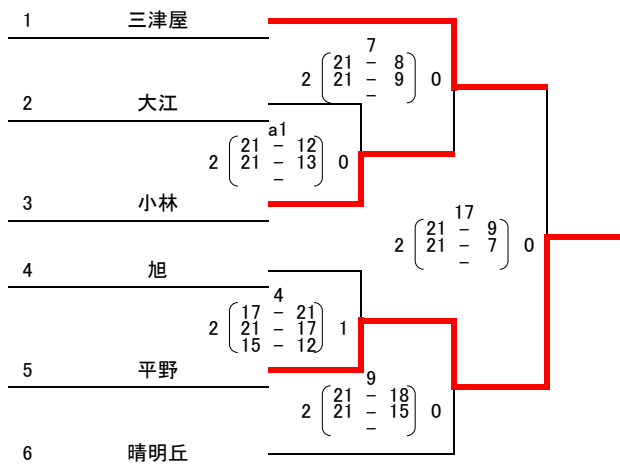 1 三津屋
7
2 21 － 8 0
21 － 9
－
2 大江
a1
2 21 － 12 0
21 － 13
－
3 小林
17
2 21 － 9 0
21 － 7
－
4 旭
4
2 17 － 21 1
21 － 17
15 － 12
5 平野
9
2 21 － 18 0
21 － 15
－
6 晴明丘